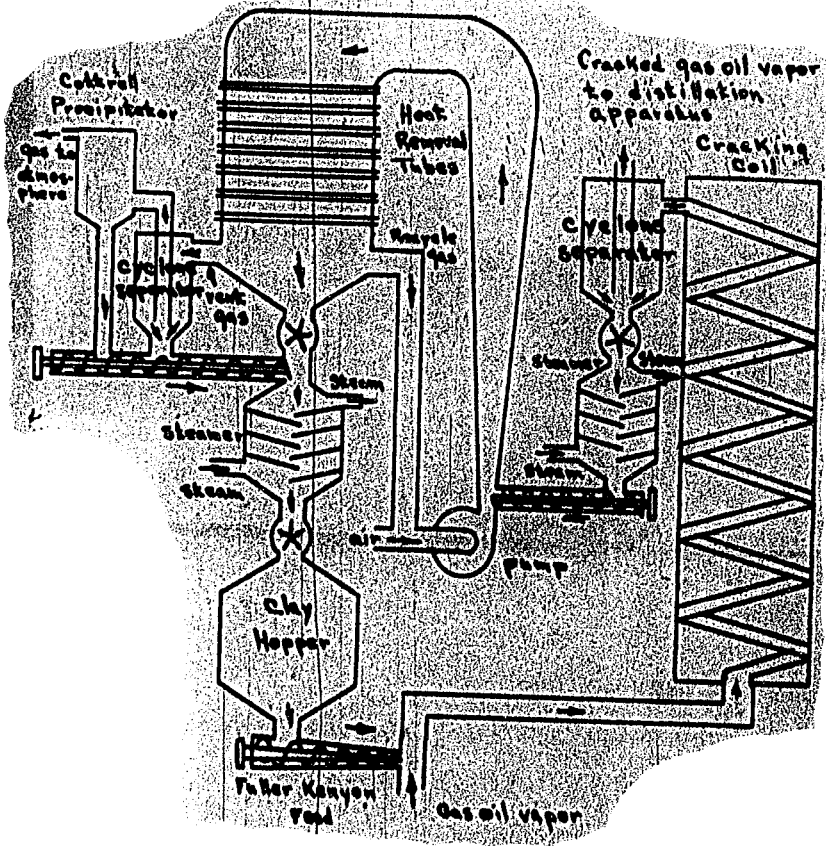 Cottrell
Precipitator
gas to
atmos-
phere
Cyclone
Separator
vent
gas
Heat
Removal
Tubes
Recycle
gas
Cracked gas oil vapor
to distillation
apparatus
Cracking
Coil
Cyclone
Separator
Steamer
Steam
Steam
Steam
Steamer
Steam
air
pump
Clay
Hopper
Fuller Kenyon
Feed
Gas oil vapor